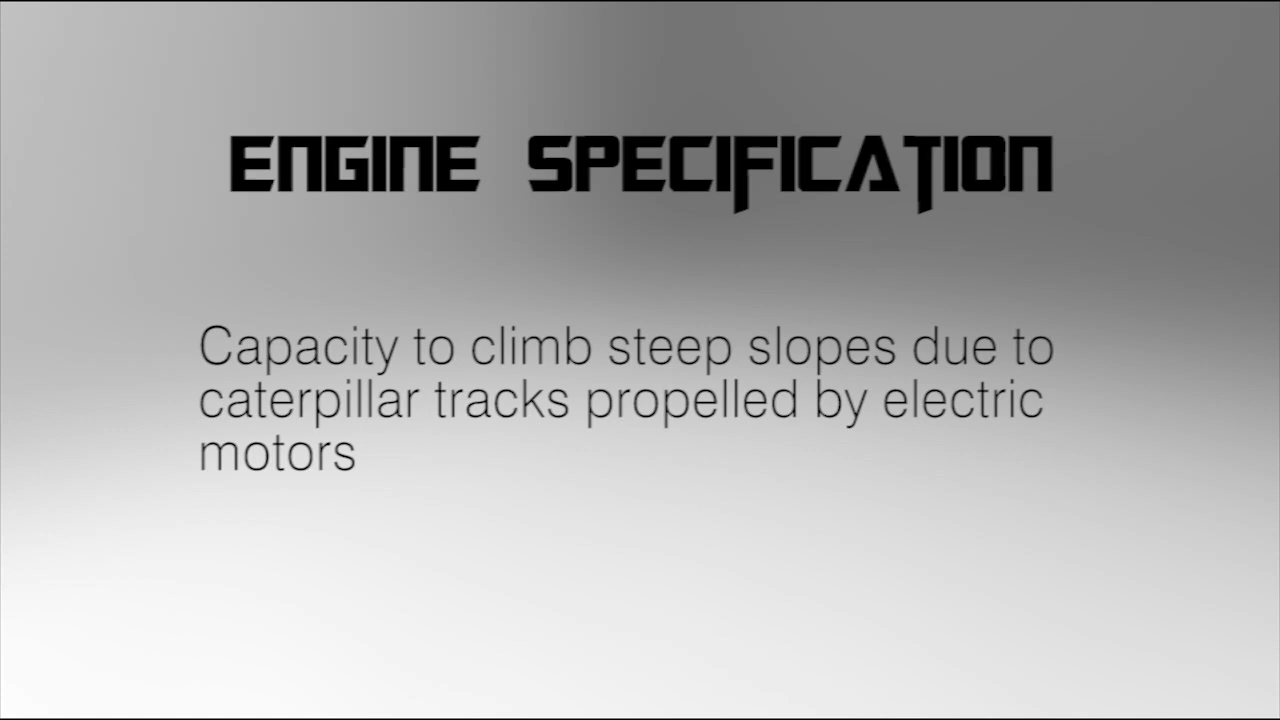 ENGINE SPECIFICATION
Capacity to climb steep slopes due to
caterpillar tracks propelled by electric
motors